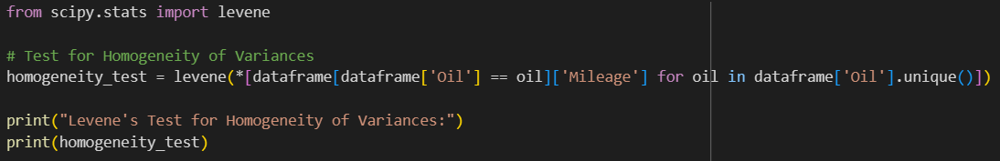 from scipy.stats import levene
# Test for Homogeneity of Variances
homogeneity_test = levene(*[dataframe[dataframe['Oil'] == oil]['Mileage'] for oil in dataframe['Oil'].unique()])
print("Levene's Test for Homogeneity of Variances:")
print(homogeneity_test)